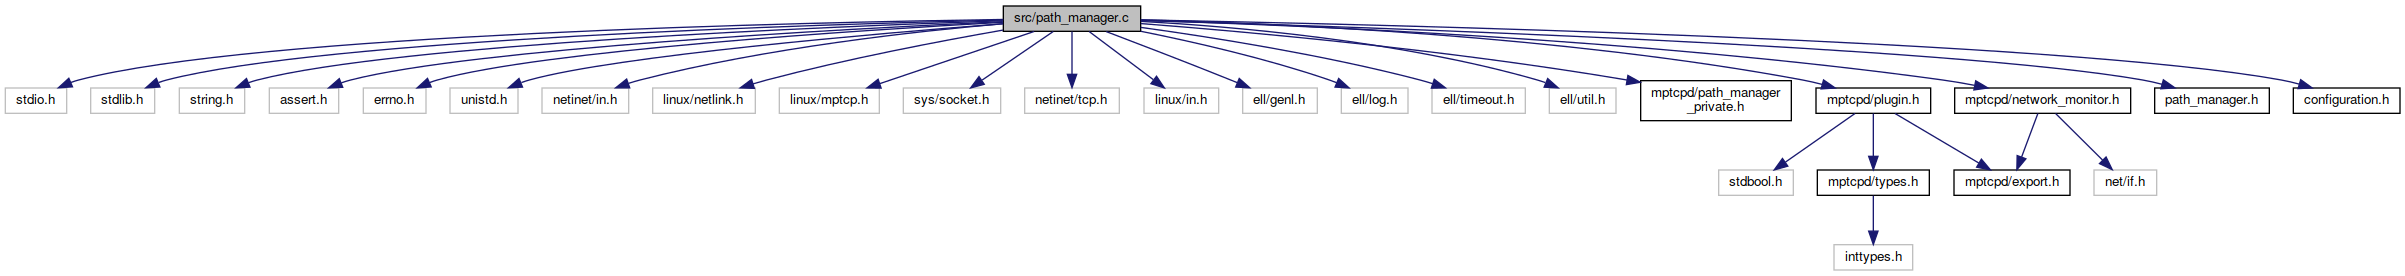 src/path_manager.c
stdio.h
stdlib.h
string.h
assert.h
errno.h
unistd.h
netinet/in.h
linux/netlink.h
linux/mptcp.h
sys/socket.h
netinet/tcp.h
linux/in.h
ell/genl.h
ell/log.h
ell/timeout.h
ell/util.h
mptcpd/path_manager
_private.h
mptcpd/plugin.h
mptcpd/network_monitor.h
path_manager.h
configuration.h
stdbool.h
mptcpd/types.h
mptcpd/export.h
net/if.h
inttypes.h